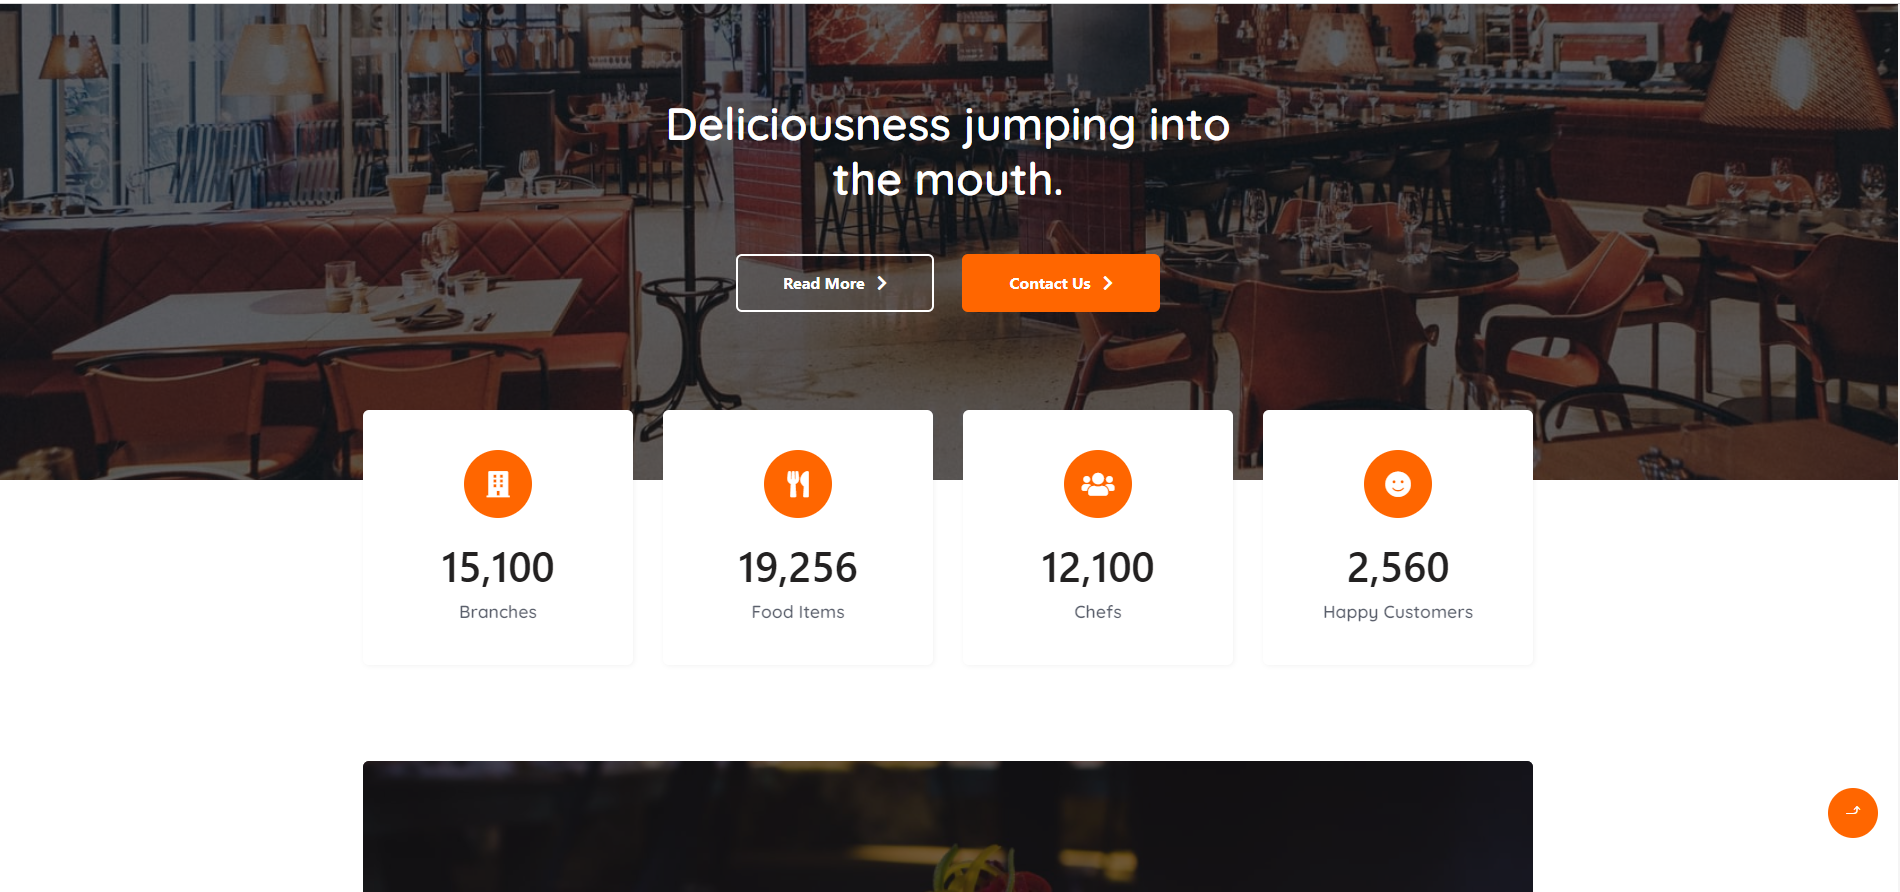 Deliciousness jumping into
the mouth.
Read More
Contact Us
15,100
Branches
19,256
Food Items
12,100
Chefs
2,560
Happy Customers